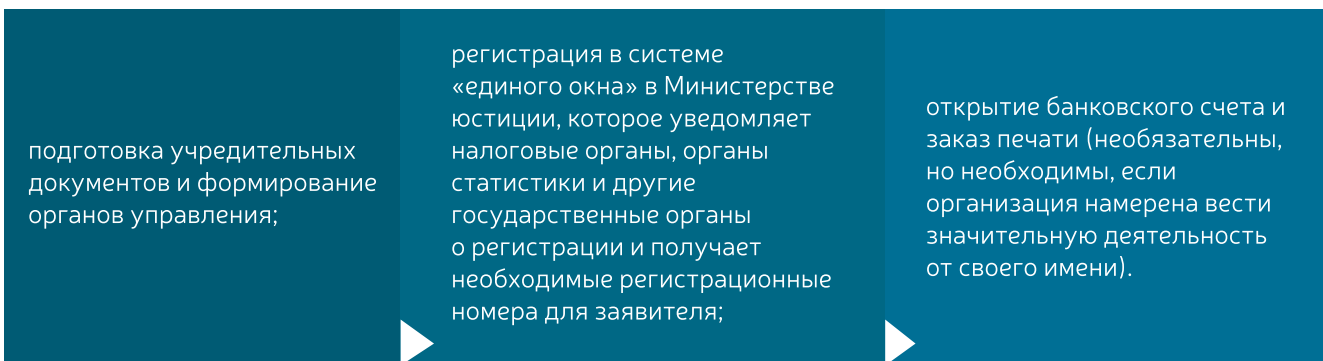 подготовка учредительных
документов и формирование
органов управления;
регистрация в системе
«единого окна» в Министерстве
юстиции, которое уведомляет
налоговые органы, органы
статистики и другие
государственные органы
о регистрации и получает
необходимые регистрационные
номера для заявителя;
открытие банковского счета и
заказ печати (необязательны,
но необходимы, если
организация намерена вести
значительную деятельность
от своего имени).